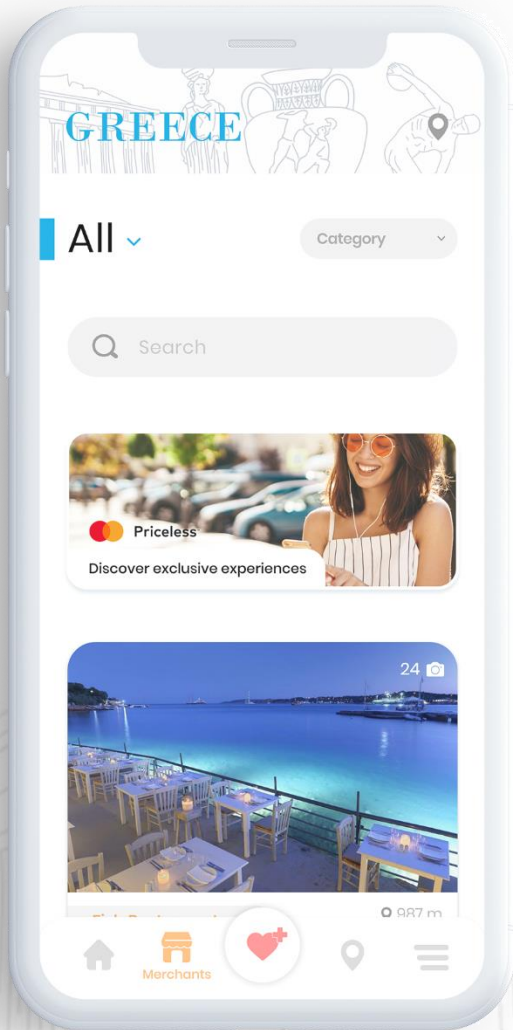 GREECE
All
Category
Search
Priceless
Discover exclusive experiences
24
987 m
Merchants